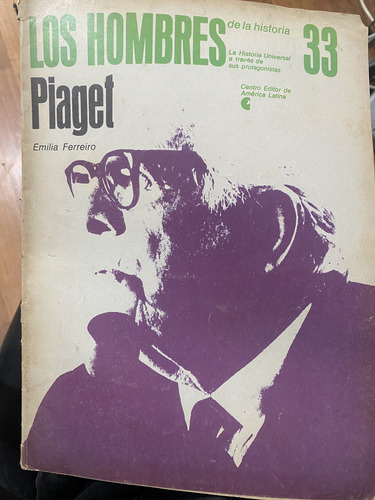 LOS HOMBRES
de la historia
La Historia Universal
a través de
sus protagonistas
33
Centro Editor de
América Latina
Piaget
Emilia Ferreiro